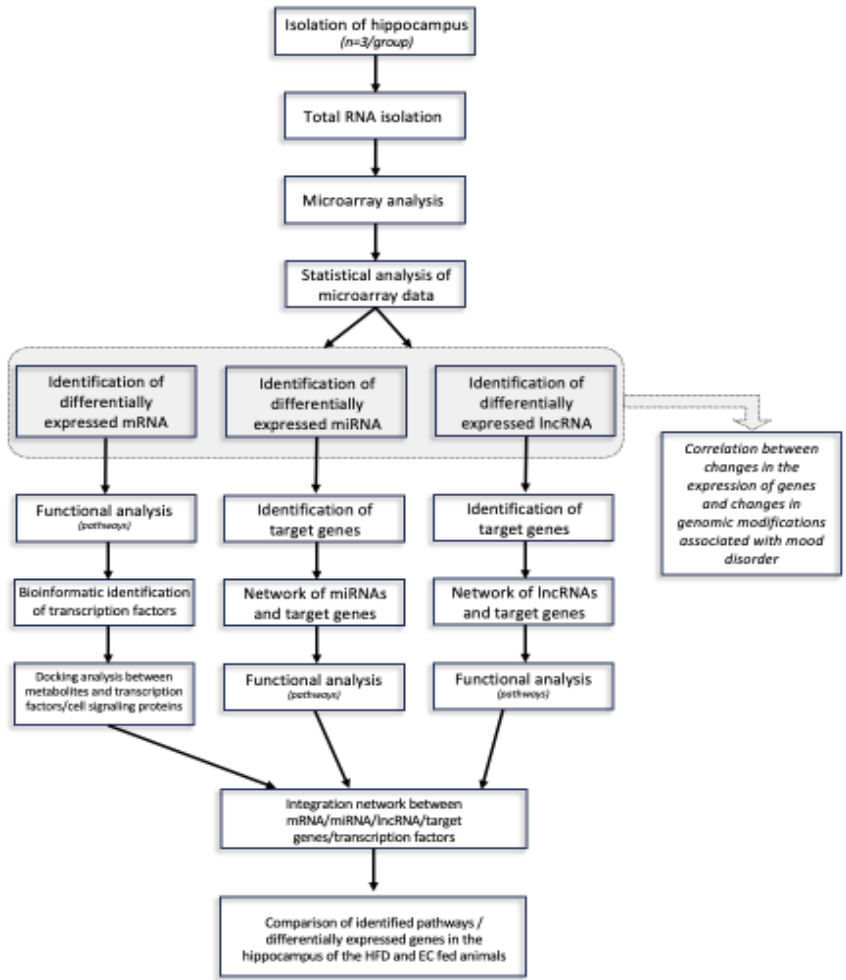 Isolation of hippocampus
(n=3/group)
Total RNA isolation
Microarray analysis
Statistical analysis of
microarray data
Identification of
differentially
expressed mRNA
Identification of
differentially
expressed miRNA
Identification of
differentially
expressed lncRNA
Correlation between
changes in the
expression of genes
and changes in
genomic modifications
associated with mood
disorder
Functional analysis
(pathways)
Identification of
target genes
Identification of
target genes
Bioinformatic identification
of transcription factors
Network of miRNAs
and target genes
Network of lncRNAs
and target genes
Docking analysis between
metabolites and transcription
factors/cell signaling proteins
Functional analysis
(pathways)
Functional analysis
(pathways)
Integration network between
mRNA/miRNA/lncRNA/target
genes/transcription factors
Comparison of identified pathways /
differentially expressed genes in the
hippocampus of the HFD and EC fed animals